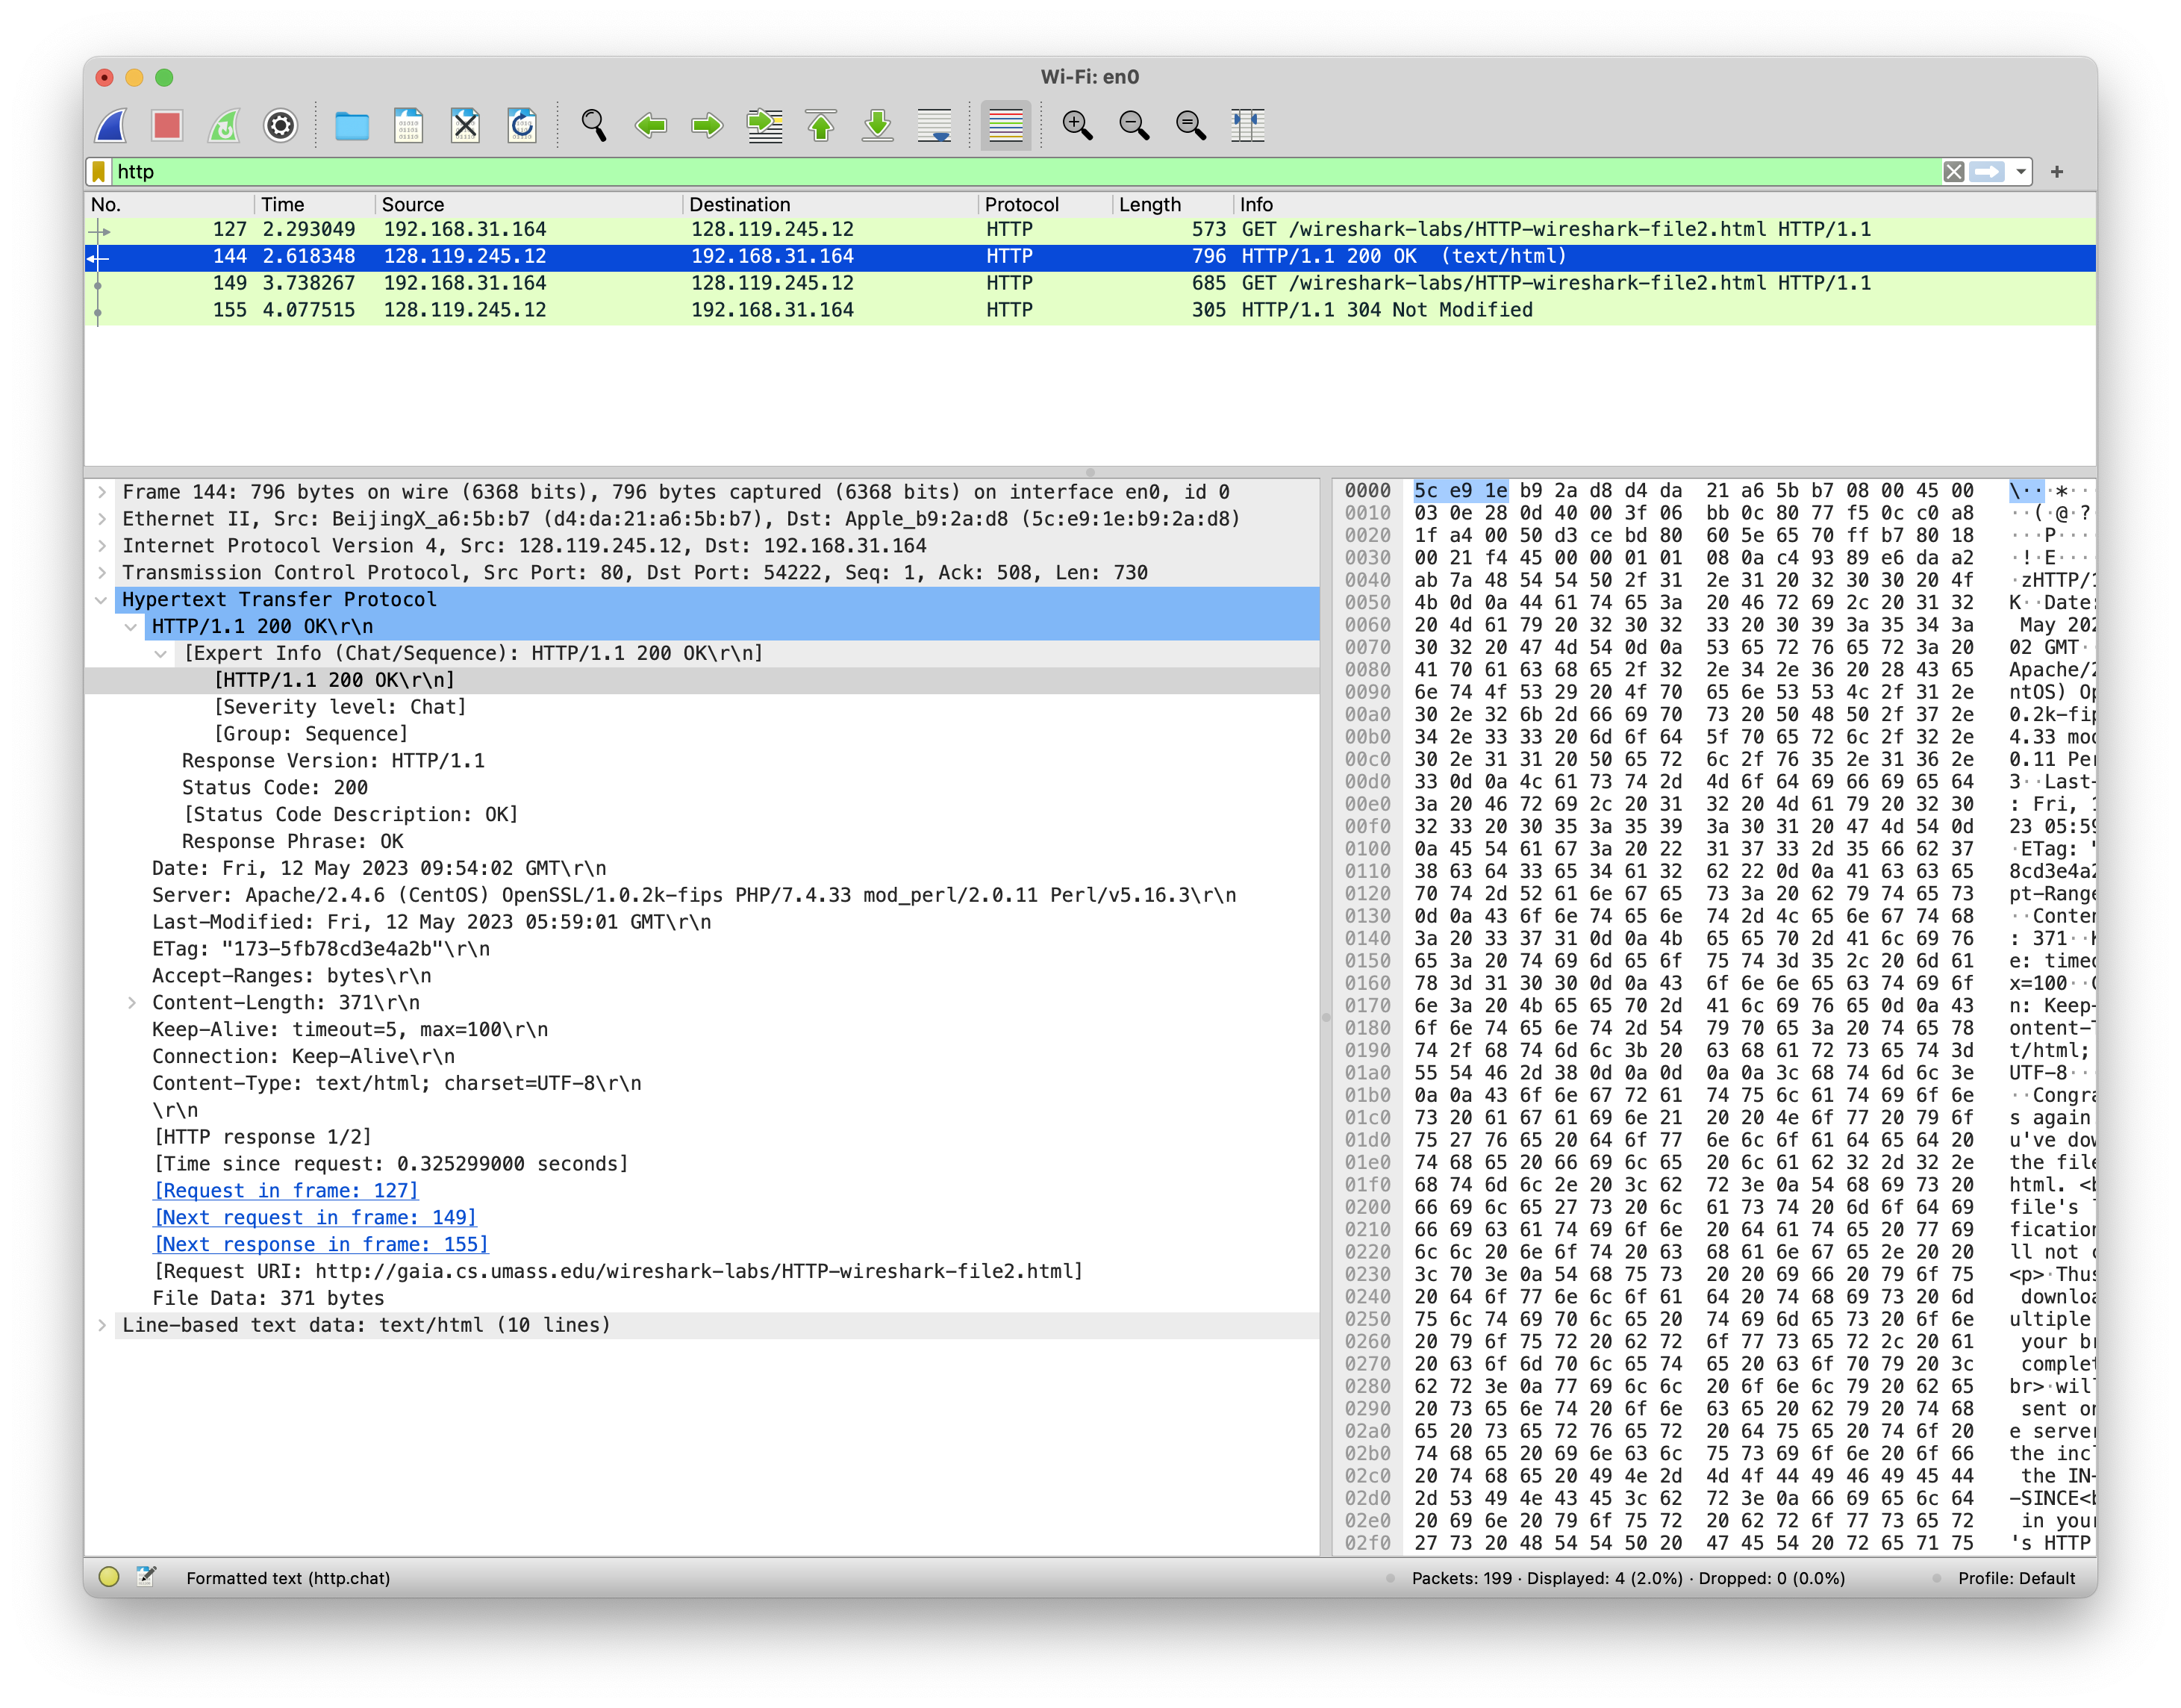 Wi-Fi: en0
http
No. Time Source Destination Protocol Length Info
127 2.293049 192.168.31.164 128.119.245.12 HTTP 573 GET /wireshark-labs/HTTP-wireshark-file2.html HTTP/1.1
144 2.618348 128.119.245.12 192.168.31.164 HTTP 796 HTTP/1.1 200 OK (text/html)
149 3.738267 192.168.31.164 128.119.245.12 HTTP 685 GET /wireshark-labs/HTTP-wireshark-file2.html HTTP/1.1
155 4.077515 128.119.245.12 192.168.31.164 HTTP 305 HTTP/1.1 304 Not Modified
Frame 144: 796 bytes on wire (6368 bits), 796 bytes captured (6368 bits) on interface en0, id 0
Ethernet II, Src: BeijingX_a6:5b:b7 (d4:da:21:a6:5b:b7), Dst: Apple_b9:2a:d8 (5c:e9:1e:b9:2a:d8)
Internet Protocol Version 4, Src: 128.119.245.12, Dst: 192.168.31.164
Transmission Control Protocol, Src Port: 80, Dst Port: 54222, Seq: 1, Ack: 508, Len: 730
Hypertext Transfer Protocol
HTTP/1.1 200 OK\r\n
[Expert Info (Chat/Sequence): HTTP/1.1 200 OK\r\n]
[HTTP/1.1 200 OK\r\n]
[Severity level: Chat]
[Group: Sequence]
Response Version: HTTP/1.1
Status Code: 200
[Status Code Description: OK]
Response Phrase: OK
Date: Fri, 12 May 2023 09:54:02 GMT\r\n
Server: Apache/2.4.6 (CentOS) OpenSSL/1.0.2k-fips PHP/7.4.33 mod_perl/2.0.11 Perl/v5.16.3\r\n
Last-Modified: Fri, 12 May 2023 05:59:01 GMT\r\n
ETag: "173-5fb78cd3e4a2b"\r\n
Accept-Ranges: bytes\r\n
Content-Length: 371\r\n
Keep-Alive: timeout=5, max=100\r\n
Connection: Keep-Alive\r\n
Content-Type: text/html; charset=UTF-8\r\n
\r\n
[HTTP response 1/2]
[Time since request: 0.325299000 seconds]
[Request in frame: 127]
[Next request in frame: 149]
[Next response in frame: 155]
[Request URI: http://gaia.cs.umass.edu/wireshark-labs/HTTP-wireshark-file2.html]
File Data: 371 bytes
Line-based text data: text/html (10 lines)
0000 5c e9 1e b9 2a d8 d4 da 21 a6 5b b7 08 00 45 00 \···*···
0010 03 0e 28 0d 40 00 3f 06 bb 0c 80 77 f5 0c c0 a8 ··(·@·?
0020 1f a4 00 50 d3 ce bd 80 60 5e 65 70 ff b7 80 18 ···P····
0030 00 21 f4 45 00 00 01 01 08 0a c4 93 89 e6 da a2 ·!·E····
0040 ab 7a 48 54 54 50 2f 31 2e 31 20 32 30 30 20 4f ·zHTTP/1
0050 4b 0d 0a 44 61 74 65 3a 20 46 72 69 2c 20 31 32 K··Date:
0060 20 4d 61 79 20 32 30 32 33 20 30 39 3a 35 34 3a May 202
0070 30 32 20 47 4d 54 0d 0a 53 65 72 76 65 72 3a 20 02 GMT··
0080 41 70 61 63 68 65 2f 32 2e 34 2e 36 20 28 43 65 Apache/2
0090 6e 74 4f 53 29 20 4f 70 65 6e 53 53 4c 2f 31 2e ntOS) Op
00a0 30 2e 32 6b 2d 66 69 70 73 20 50 48 50 2f 37 2e 0.2k-fip
00b0 34 2e 33 33 20 6d 6f 64 5f 70 65 72 6c 2f 32 2e 4.33 mod
00c0 30 2e 31 31 20 50 65 72 6c 2f 76 35 2e 31 36 2e 0.11 Per
00d0 33 0d 0a 4c 61 73 74 2d 4d 6f 64 69 66 69 65 64 3··Last-
00e0 3a 20 46 72 69 2c 20 31 32 20 4d 61 79 20 32 30 : Fri, 1
00f0 32 33 20 30 35 3a 35 39 3a 30 31 20 47 4d 54 0d 23 05:59
0100 0a 45 54 61 67 3a 20 22 31 37 33 2d 35 66 62 37 ·ETag: "
0110 38 63 64 33 65 34 61 32 62 22 0d 0a 41 63 63 65 8cd3e4a2
0120 70 74 2d 52 61 6e 67 65 73 3a 20 62 79 74 65 73 pt-Range
0130 0d 0a 43 6f 6e 74 65 6e 74 2d 4c 65 6e 67 74 68 ··Conten
0140 3a 20 33 37 31 0d 0a 4b 65 65 70 2d 41 6c 69 76 : 371··K
0150 65 3a 20 74 69 6d 65 6f 75 74 3d 35 2c 20 6d 61 e: timeo
0160 78 3d 31 30 30 0d 0a 43 6f 6e 6e 65 63 74 69 6f x=100··C
0170 6e 3a 20 4b 65 65 70 2d 41 6c 69 76 65 0d 0a 43 n: Keep-
0180 6f 6e 74 65 6e 74 2d 54 79 70 65 3a 20 74 65 78 ontent-T
0190 74 2f 68 74 6d 6c 3b 20 63 68 61 72 73 65 74 3d t/html;
01a0 55 54 46 2d 38 0d 0a 0d 0a 0a 3c 68 74 6d 6c 3e UTF-8···
01b0 0a 0a 43 6f 6e 67 72 61 74 75 6c 61 74 69 6f 6e ··Congra
01c0 73 20 61 67 61 69 6e 21 20 20 4e 6f 77 20 79 6f s again
01d0 75 27 76 65 20 64 6f 77 6e 6c 6f 61 64 65 64 20 u've dow
01e0 74 68 65 20 66 69 6c 65 20 6c 61 62 32 2d 32 2e the file
01f0 68 74 6d 6c 2e 20 3c 62 72 3e 0a 54 68 69 73 20 html. <b
0200 66 69 6c 65 27 73 20 6c 61 73 74 20 6d 6f 64 69 file's l
0210 66 69 63 61 74 69 6f 6e 20 64 61 74 65 20 77 69 fication
0220 6c 6c 20 6e 6f 74 20 63 68 61 6e 67 65 2e 20 20 ll not c
0230 3c 70 3e 0a 54 68 75 73 20 20 69 66 20 79 6f 75 <p>·Thus
0240 20 64 6f 77 6e 6c 6f 61 64 20 74 68 69 73 20 6d downloa
0250 75 6c 74 69 70 6c 65 20 74 69 6d 65 73 20 6f 6e ultiple
0260 20 79 6f 75 72 20 62 72 6f 77 73 65 72 2c 20 61 your br
0270 20 63 6f 6d 70 6c 65 74 65 20 63 6f 70 79 20 3c complet
0280 62 72 3e 0a 77 69 6c 6c 20 6f 6e 6c 79 20 62 65 br>·wil
0290 20 73 65 6e 74 20 6f 6e 63 65 20 62 79 20 74 68 sent on
02a0 65 20 73 65 72 76 65 72 20 64 75 65 20 74 6f 20 e server
02b0 74 68 65 20 69 6e 63 6c 75 73 69 6f 6e 20 6f 66 the incl
02c0 20 74 68 65 20 49 4e 2d 4d 4f 44 49 46 49 45 44 the IN-
02d0 2d 53 49 4e 43 45 3c 62 72 3e 0a 66 69 65 6c 64 -SINCE<b
02e0 20 69 6e 20 79 6f 75 72 20 62 72 6f 77 73 65 72 in your
02f0 27 73 20 48 54 54 50 20 47 45 54 20 72 65 71 75 's HTTP
Formatted text (http.chat) Packets: 199 · Displayed: 4 (2.0%) · Dropped: 0 (0.0%) Profile: Default